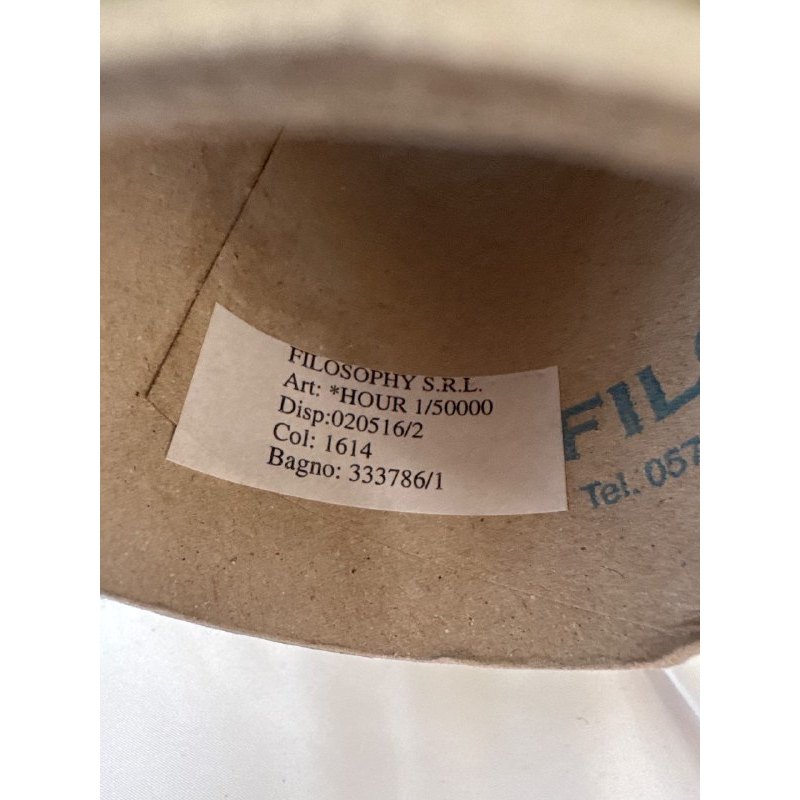 FILOSOPHY S.R.L.
Art: *HOUR 1/50000
Disp:020516/2
Col: 1614
Bagno: 333786/1
FIL
Tel. 057